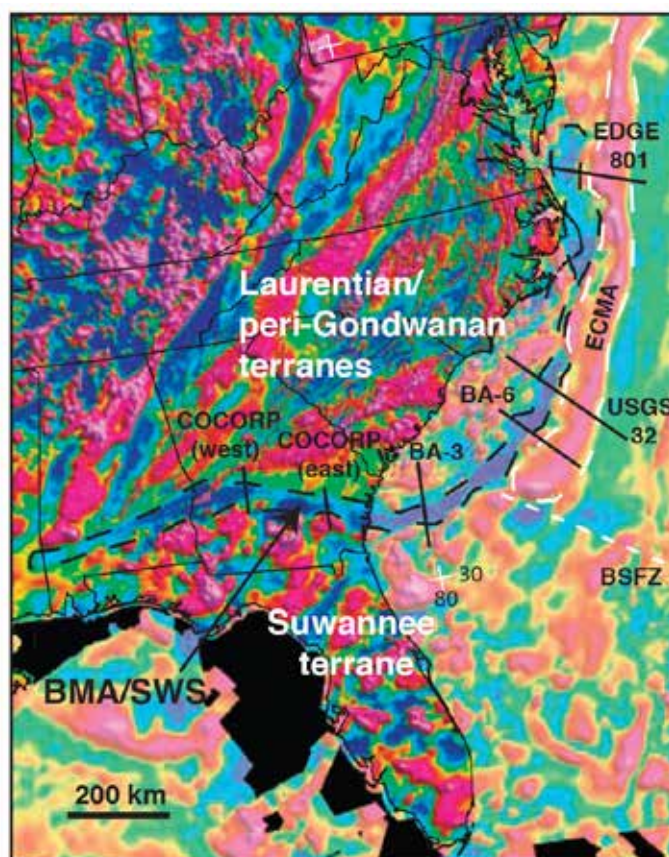 EDGE
801
Laurentian/
peri-Gondwanan
terranes
ECMA
BA-6
USGS
32
COCORP
(west)
COCORP
(east)
BA-3
BSFZ
30
80
Suwannee
terrane
BMA/SWS
200 km